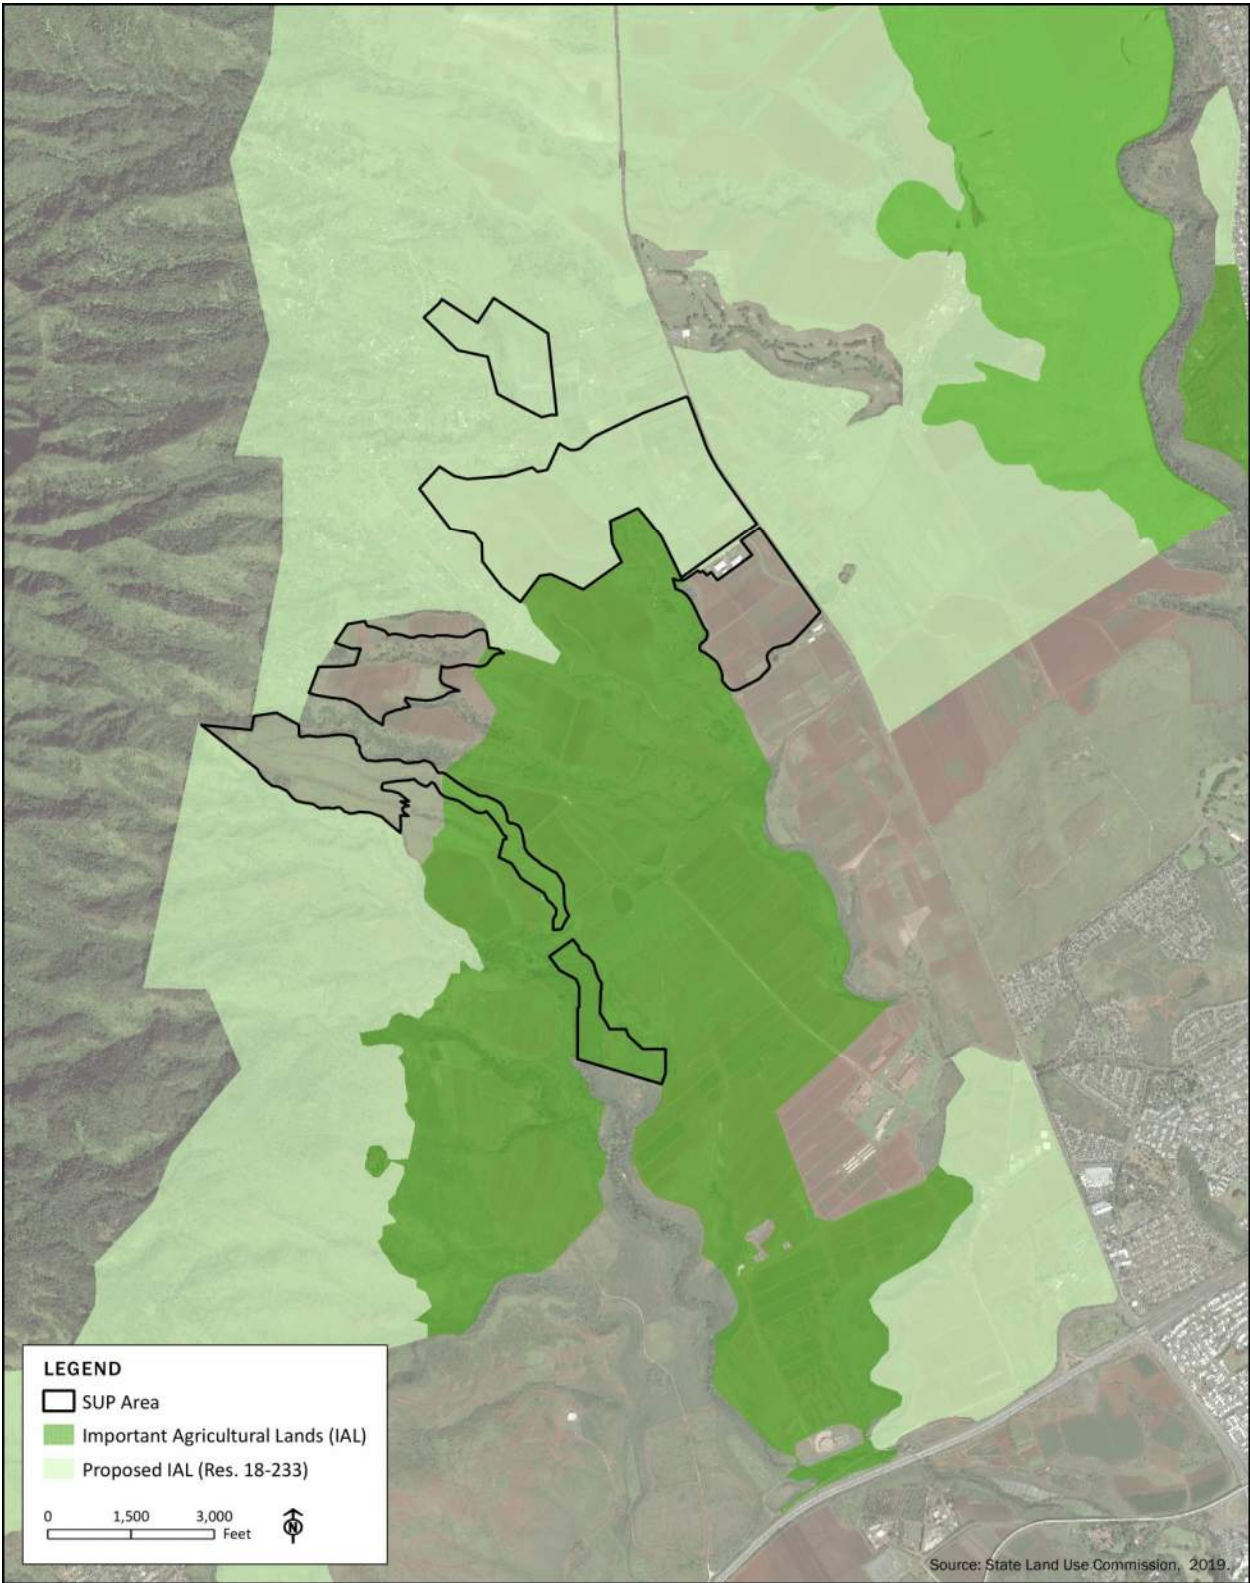 LEGEND
SUP Area
Important Agricultural Lands (IAL)
Proposed IAL (Res. 18-233)
0 1,500 3,000
Feet
N
Source: State Land Use Commission, 2019.